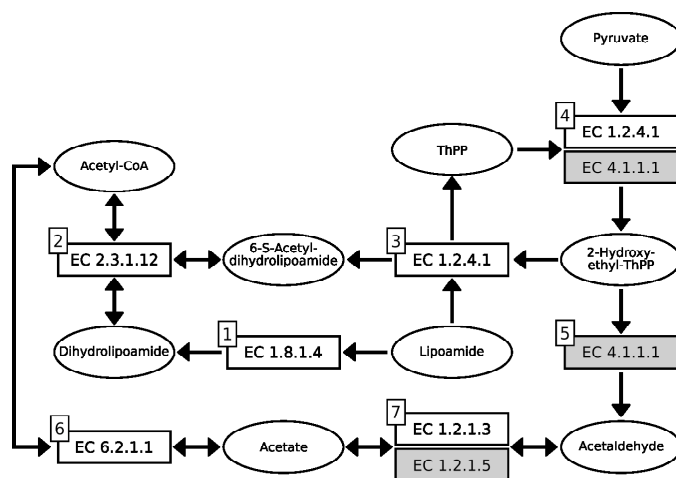 Pyruvate
4
EC 1.2.4.1
EC 4.1.1.1
ThPP
Acetyl-CoA
2
EC 2.3.1.12
6-S-Acetyl-
dihydrolipoamide
3
EC 1.2.4.1
2-Hydroxy-
ethyl-ThPP
1
5
Dihydrolipoamide
EC 1.8.1.4
Lipoamide
EC 4.1.1.1
6
EC 6.2.1.1
Acetate
7
EC 1.2.1.3
EC 1.2.1.5
Acetaldehyde